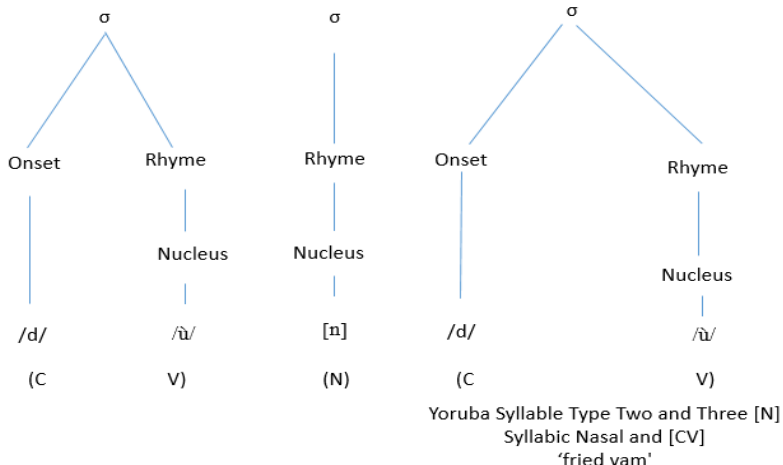 σ σ σ
Onset Rhyme Rhyme Onset Rhyme
Nucleus Nucleus Nucleus
/d/ /ù/ [n] /d/ /ù/
(C V) (N) (C V)
Yoruba Syllable Type Two and Three [N]
Syllabic Nasal and [CV]
‘fried yam'